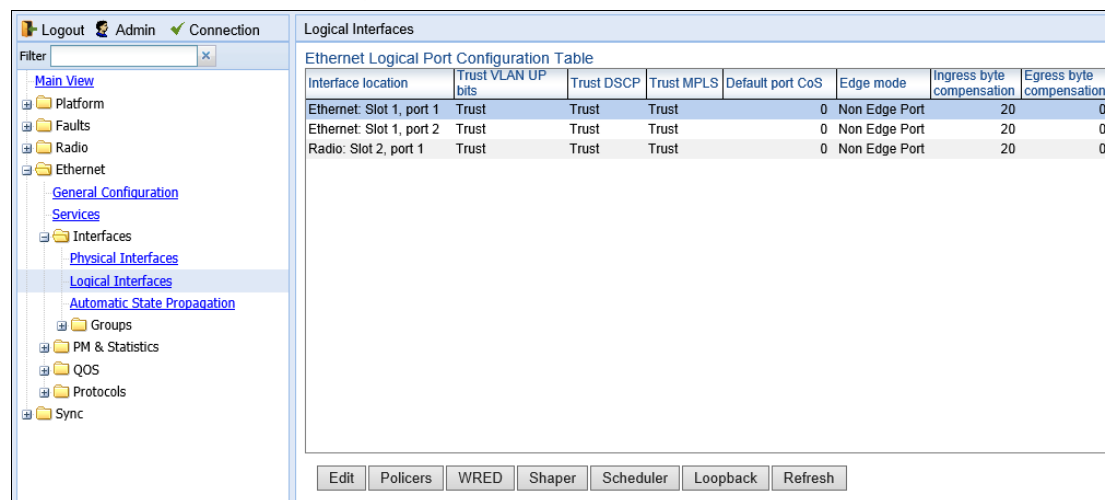 Logout Admin Connection
Filter
Main View
Platform
Faults
Radio
Ethernet
General Configuration
Services
Interfaces
Physical Interfaces
Logical Interfaces
Automatic State Propagation
Groups
PM & Statistics
QOS
Protocols
Sync
Logical Interfaces
Ethernet Logical Port Configuration Table
Interface location Trust VLAN UP bits Trust DSCP Trust MPLS Default port CoS Edge mode Ingress byte compensation Egress byte compensation
Ethernet: Slot 1, port 1 Trust Trust Trust 0 Non Edge Port 20 0
Ethernet: Slot 1, port 2 Trust Trust Trust 0 Non Edge Port 20 0
Radio: Slot 2, port 1 Trust Trust Trust 0 Non Edge Port 20 0
Edit Policers WRED Shaper Scheduler Loopback Refresh